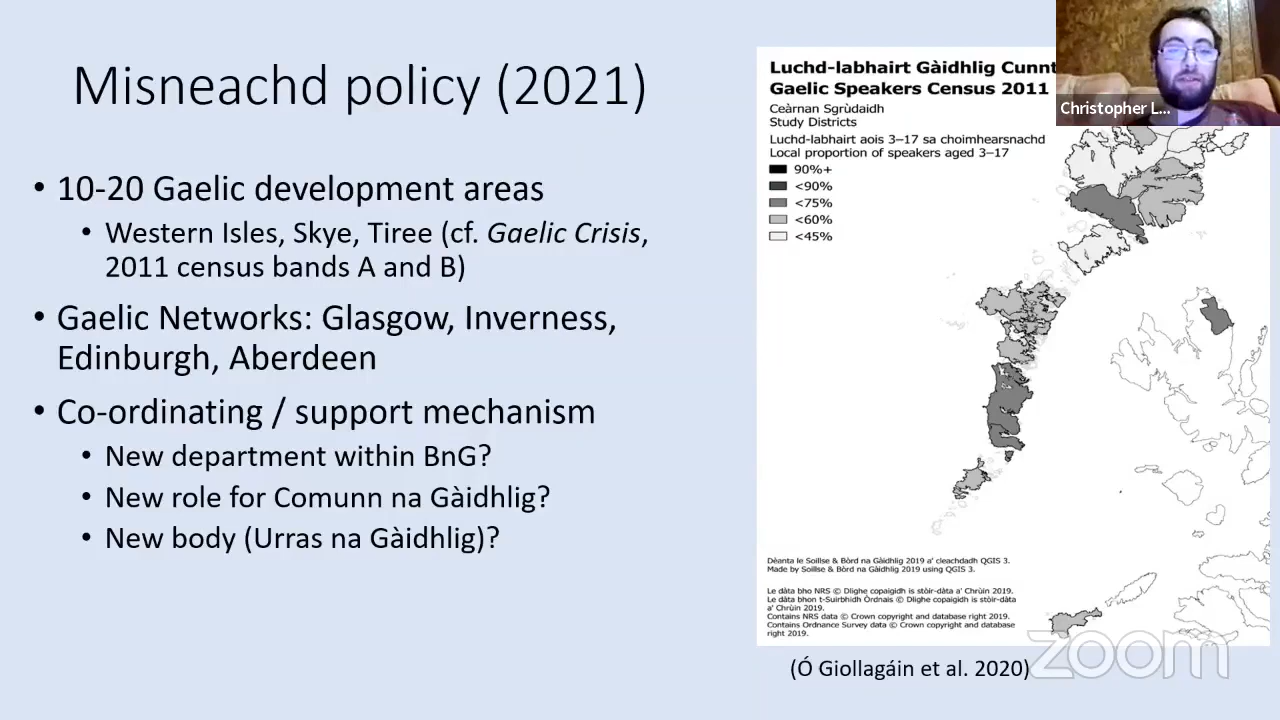 Misneachd policy (2021)
• 10-20 Gaelic development areas
• Western Isles, Skye, Tiree (cf. Gaelic Crisis,
2011 census bands A and B)
• Gaelic Networks: Glasgow, Inverness,
Edinburgh, Aberdeen
• Co-ordinating / support mechanism
• New department within BnG?
• New role for Comunn na Gàidhlig?
• New body (Urras na Gàidhlig)?
Luchd-labhairt Gàidhlig Cunnt
Gaelic Speakers Census 2011
Ceàrnan Sgrùdaidh
Study Districts
Luchd-labhairt aois 3–17 sa choimhearsnachd
Local proportion of speakers aged 3–17
90%+
<90%
<75%
<60%
<45%
Dèanta le Soillse & Bòrd na Gàidhlig 2019 a' cleachdadh QGIS 3.
Made by Soillse & Bòrd na Gàidhlig 2019 using QGIS 3.
Le dàta bho NRS © Dlighe copaigidh is stòir-dàta a' Chrùin 2019.
Le dàta bhon t-Suirbhidh Òrdnais © Dlighe copaigidh is stòir-dàta
a' Chrùin 2019.
Contains NRS data © Crown copyright and database right 2019.
Contains Ordnance Survey data © Crown copyright and database
right 2019.
(Ó Giollagáin et al. 2020)
Christopher L...
zoom